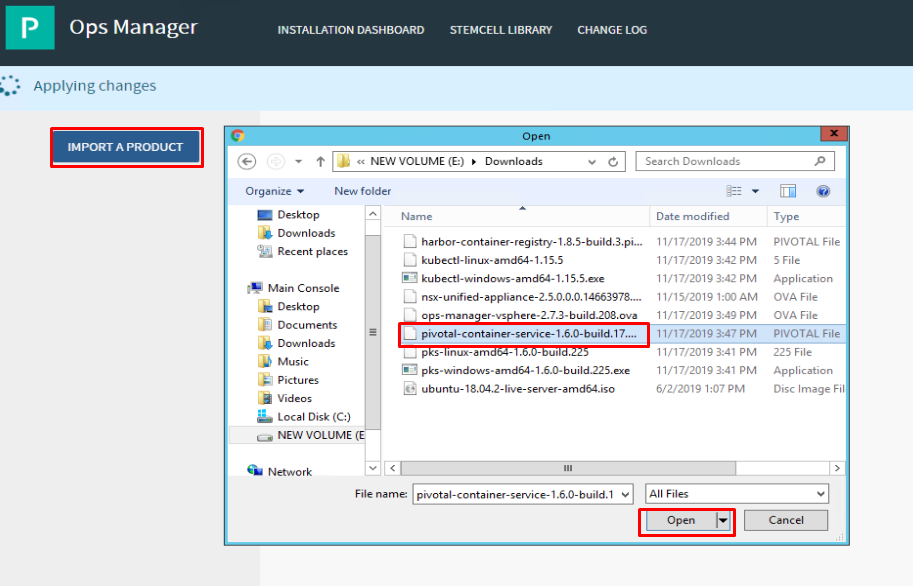 P Ops Manager INSTALLATION DASHBOARD STEMCELL LIBRARY CHANGE LOG
Applying changes
IMPORT A PRODUCT
Open
« NEW VOLUME (E:) Downloads Search Downloads
Organize New folder
Desktop
Downloads
Recent places
Main Console
Desktop
Documents
Downloads
Music
Pictures
Videos
Local Disk (C:)
NEW VOLUME (E
Network
Name Date modified Type
harbor-container-registry-1.8.5-build.3.pi... 11/17/2019 3:44 PM PIVOTAL File
kubectl-linux-amd64-1.15.5 11/17/2019 3:42 PM 5 File
kubectl-windows-amd64-1.15.5.exe 11/17/2019 3:42 PM Application
nsx-unified-appliance-2.5.0.0.0.14663978.... 11/15/2019 1:00 AM OVA File
ops-manager-vsphere-2.7.3-build.208.ova 11/17/2019 3:49 PM OVA File
pivotal-container-service-1.6.0-build.17.... 11/17/2019 3:47 PM PIVOTAL File
pks-linux-amd64-1.6.0-build.225 11/17/2019 3:41 PM 225 File
pks-windows-amd64-1.6.0-build.225.exe 11/17/2019 3:41 PM Application
ubuntu-18.04.2-live-server-amd64.iso 6/2/2019 1:07 PM Disc Image Fil
File name: pivotal-container-service-1.6.0-build.1 All Files
Open Cancel